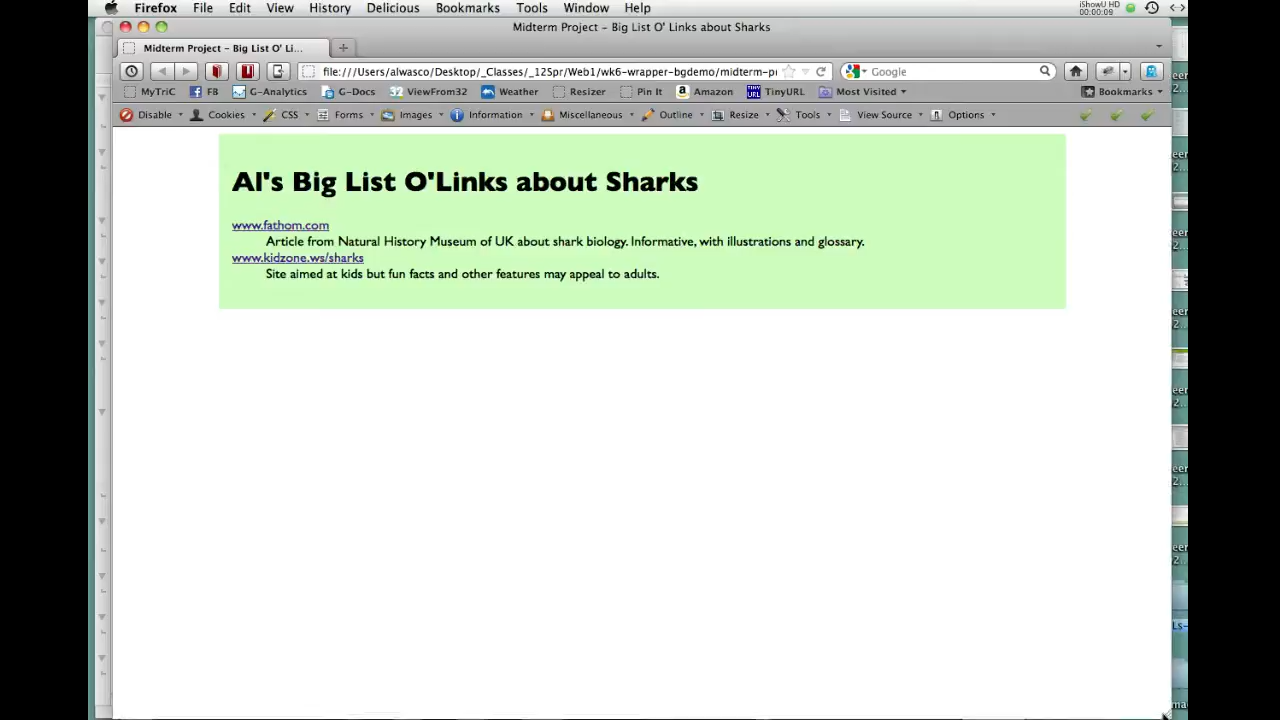 Firefox File Edit View History Delicious Bookmarks Tools Window Help
iShowU HD
00:00:09
Midterm Project – Big List O' Links about Sharks
Midterm Project – Big List O' Li...
file:///Users/alwasco/Desktop/_Classes/_12Spr/Web1/wk6-wrapper-bgdemo/midterm-p
Google
MyTriC FB G-Analytics G-Docs ViewFrom32 Weather Resizer Pin It Amazon TinyURL Most Visited Bookmarks
Disable Cookies CSS Forms Images Information Miscellaneous Outline Resize Tools View Source Options
Al's Big List O'Links about Sharks
www.fathom.com
Article from Natural History Museum of UK about shark biology. Informative, with illustrations and glossary.
www.kidzone.ws/sharks
Site aimed at kids but fun facts and other features may appeal to adults.